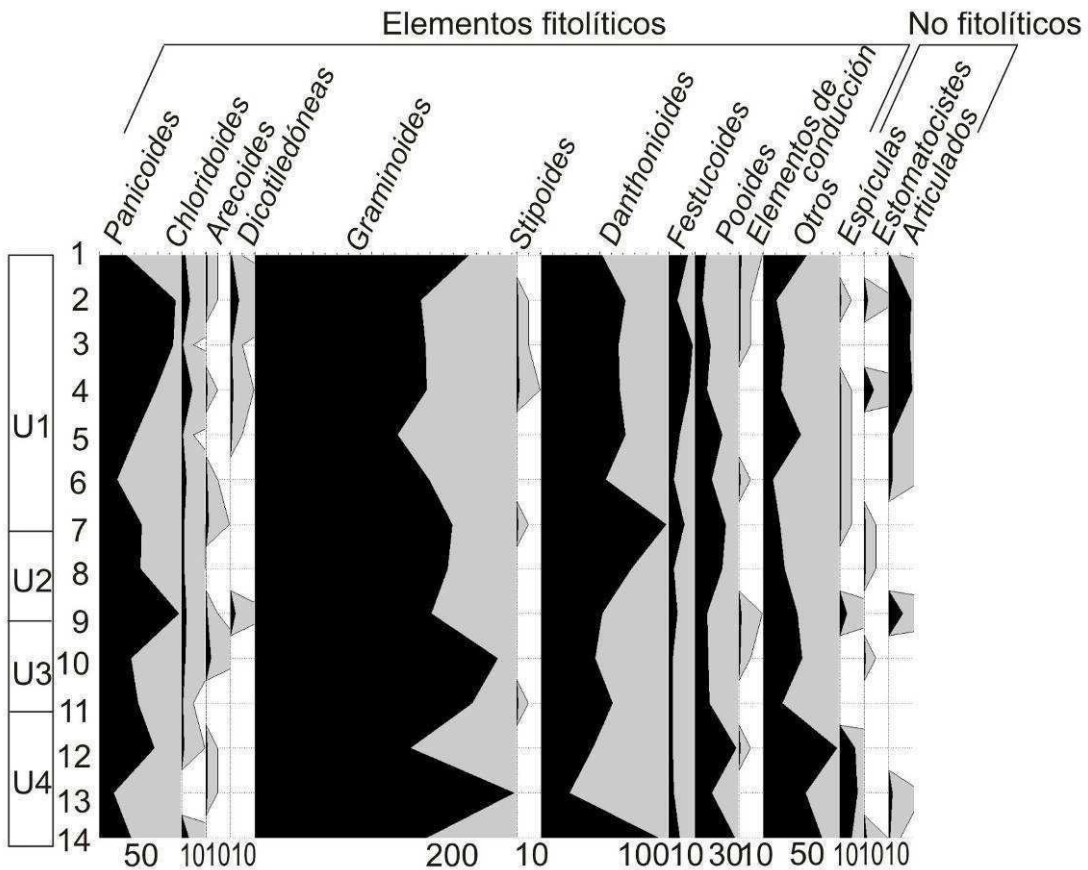 Elementos fitolíticos
No fitolíticos
Panicoides
Chloridoides
Arecoides
Dicotiledóneas
Graminoides
Stipoides
Danthonioides
Festucoides
Pooides
Elementos de
conducción
Otros
Espículas
Estomatocistes
Articulados
1
2
3
4
5
6
7
8
9
10
11
12
13
14
U1
U2
U3
U4
50 10 10 10 200 10 100 10 30 10 50 10 10 10